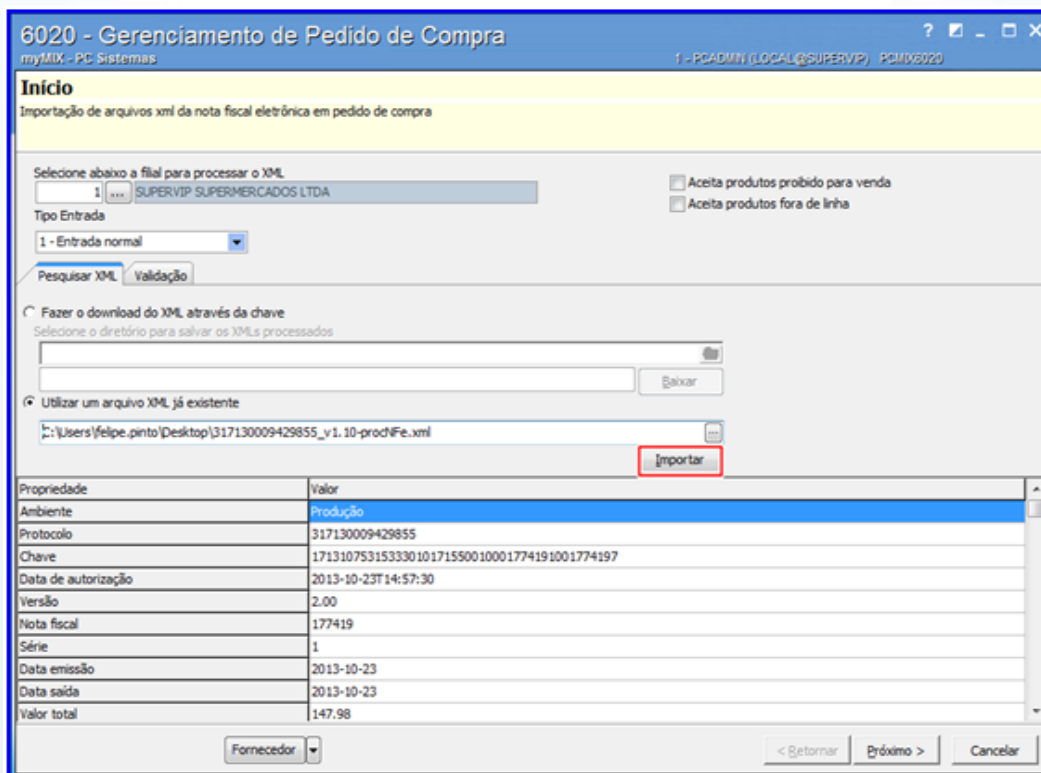 6020 - Gerenciamento de Pedido de Compra
? 
myMIX - PC Sistemas
1 - PCADMIN (LOCAL@SUPERVIP) PCMIX6020
Início
Importação de arquivos xml da nota fiscal eletrônica em pedido de compra
Selecione abaixo a filial para processar o XML
1 ... SUPERVIP SUPERMERCADOS LTDA
Aceita produtos proibido para venda
Aceita produtos fora de linha
Tipo Entrada
1 - Entrada normal
Pesquisar XML Validação
Fazer o download do XML através da chave
Selecione o diretório para salvar os XMLs processados
Baixar
Utilizar um arquivo XML já existente
C:\Users\felipe.pinto\Desktop\317130009429855_v1.10-procNFe.xml ...
Importar
Propriedade Valor
Ambiente Produção
Protocolo 317130009429855
Chave 17131075315333010171550010001774191001774197
Data de autorização 2013-10-23T14:57:30
Versão 2.00
Nota fiscal 177419
Série 1
Data emissão 2013-10-23
Data saída 2013-10-23
Valor total 147.98
Fornecedor < Retornar Próximo > Cancelar